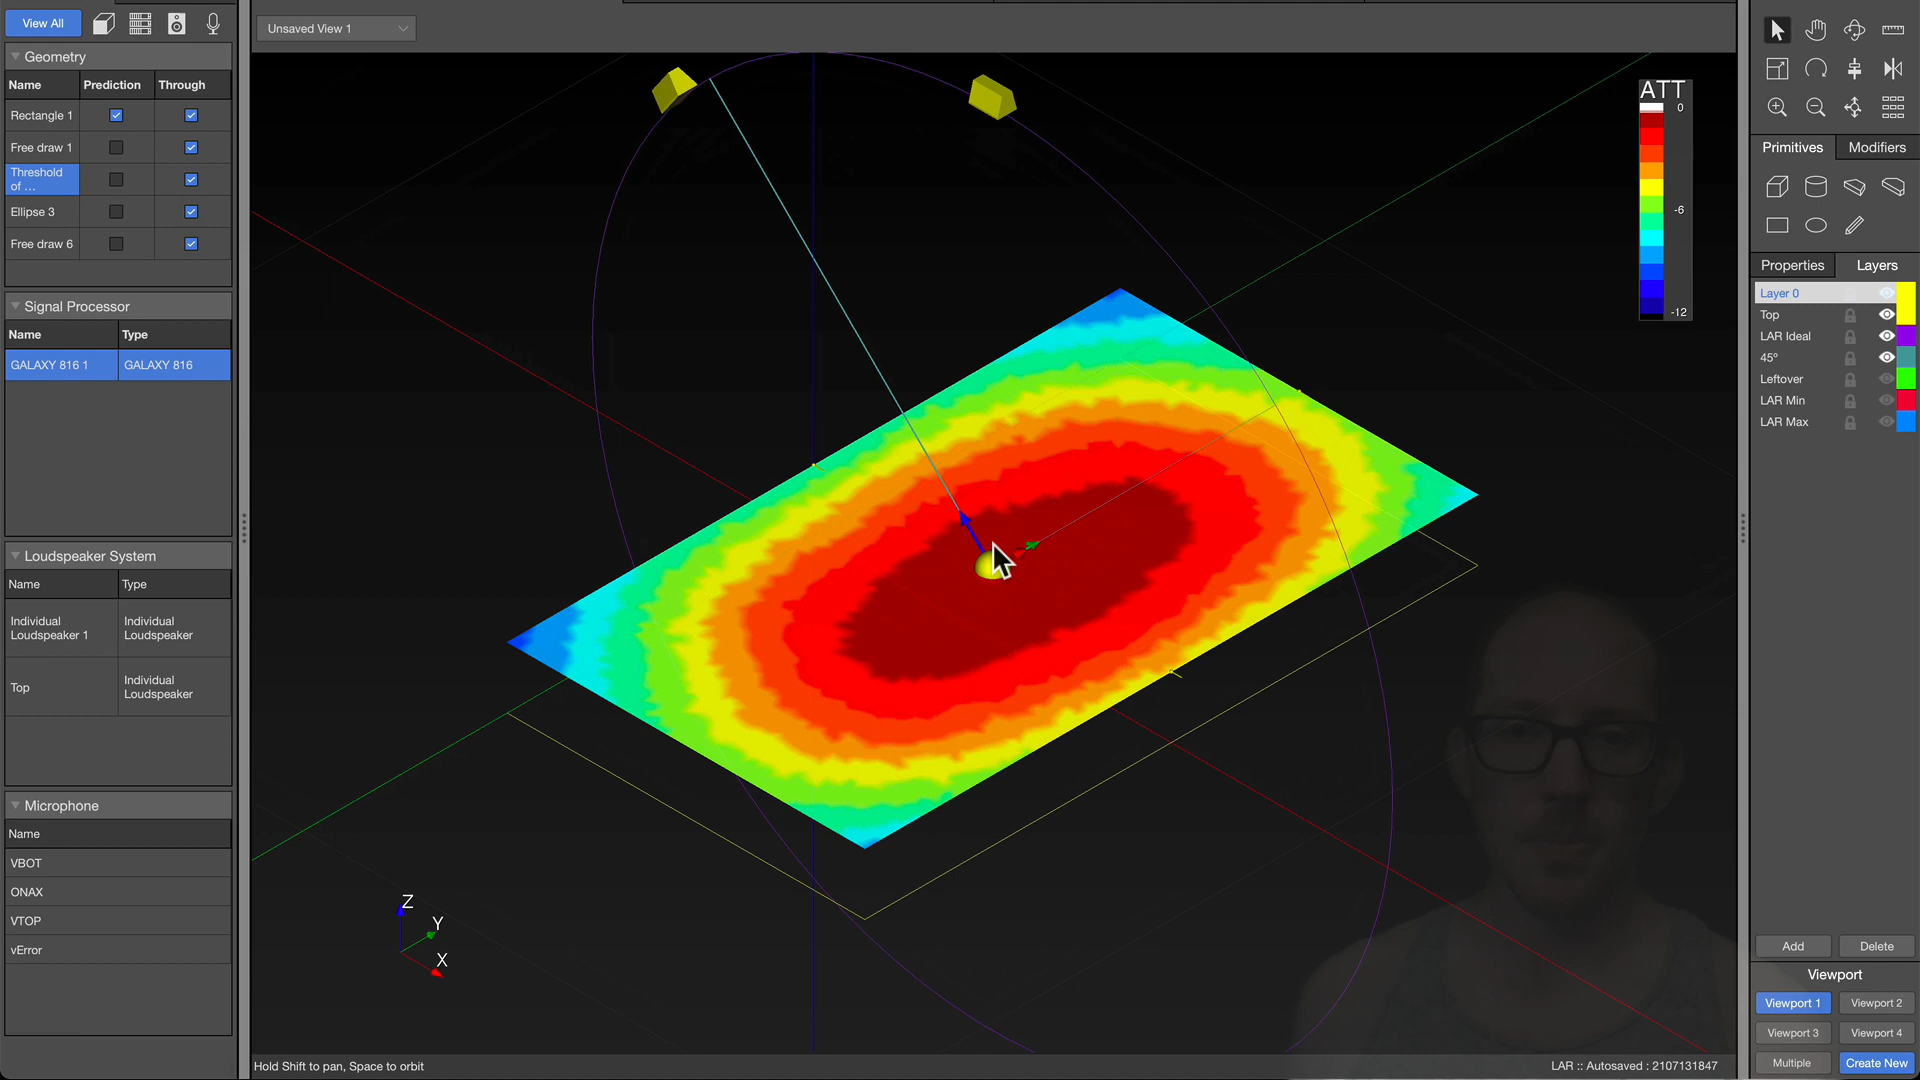 View All
Unsaved View 1
Geometry
Name Prediction Through
Rectangle 1
Free draw 1
Threshold
of ...
Ellipse 3
Free draw 6
Signal Processor
Name Type
GALAXY 816 1 GALAXY 816
Loudspeaker System
Name Type
Individual
Loudspeaker 1
Individual
Loudspeaker
Top
Individual
Loudspeaker
Microphone
Name
VBOT
ONAX
VTOP
vError
ATT
0
-6
-12
Z
Y
X
Hold Shift to pan, Space to orbit
LAR :: Autosaved : 2107131847
Primitives Modifiers
Properties Layers
Layer 0
Top
LAR Ideal
45º
Leftover
LAR Min
LAR Max
Add Delete
Viewport
Viewport 1 Viewport 2
Viewport 3 Viewport 4
Multiple Create New